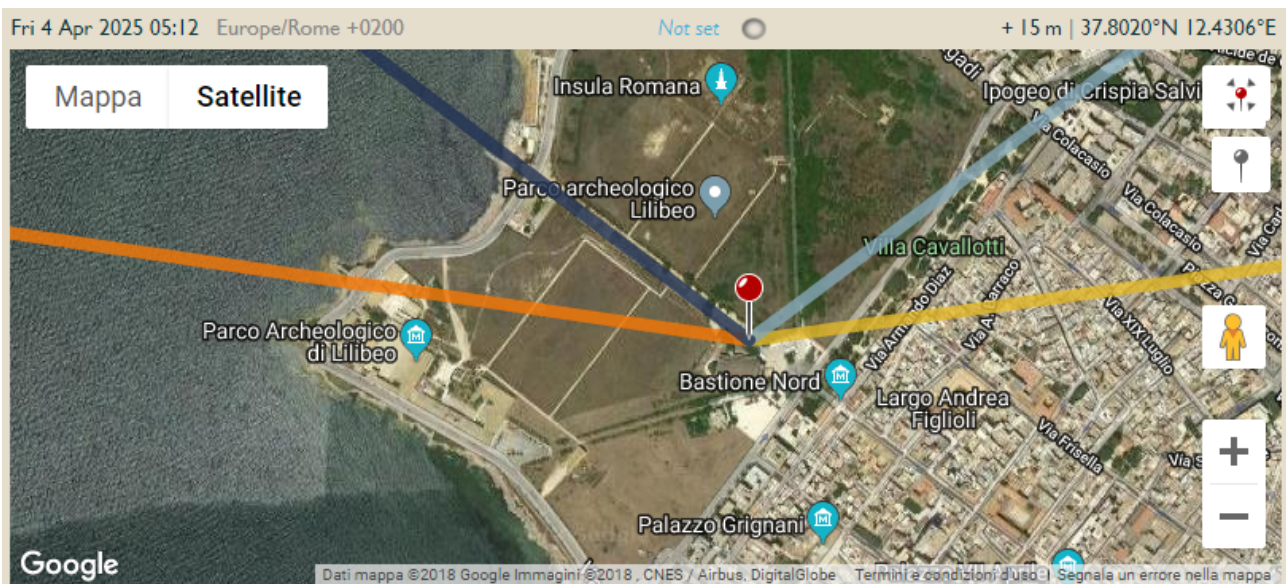 Fri 4 Apr 2025 05:12 Europe/Rome +0200 Not set + 15 m | 37.8020°N 12.4306°E
Mappa Satellite
Insula Romana
Ipogeo di Crispia Salvi
Via Colacasio
Parco archeologico
Lilibeo
Via Colacasio
Villa Cavallotti
Via Armando Diaz
Via XIX Luglio
Parco Archeologico
di Lilibeo
Bastione Nord
Largo Andrea
Figlioli
Via Frisella
Palazzo Grignani
Google
Dati mappa ©2018 Google Immagini ©2018 , CNES / Airbus, DigitalGlobe Termini e condizioni d'uso Segnala un errore nella mappa